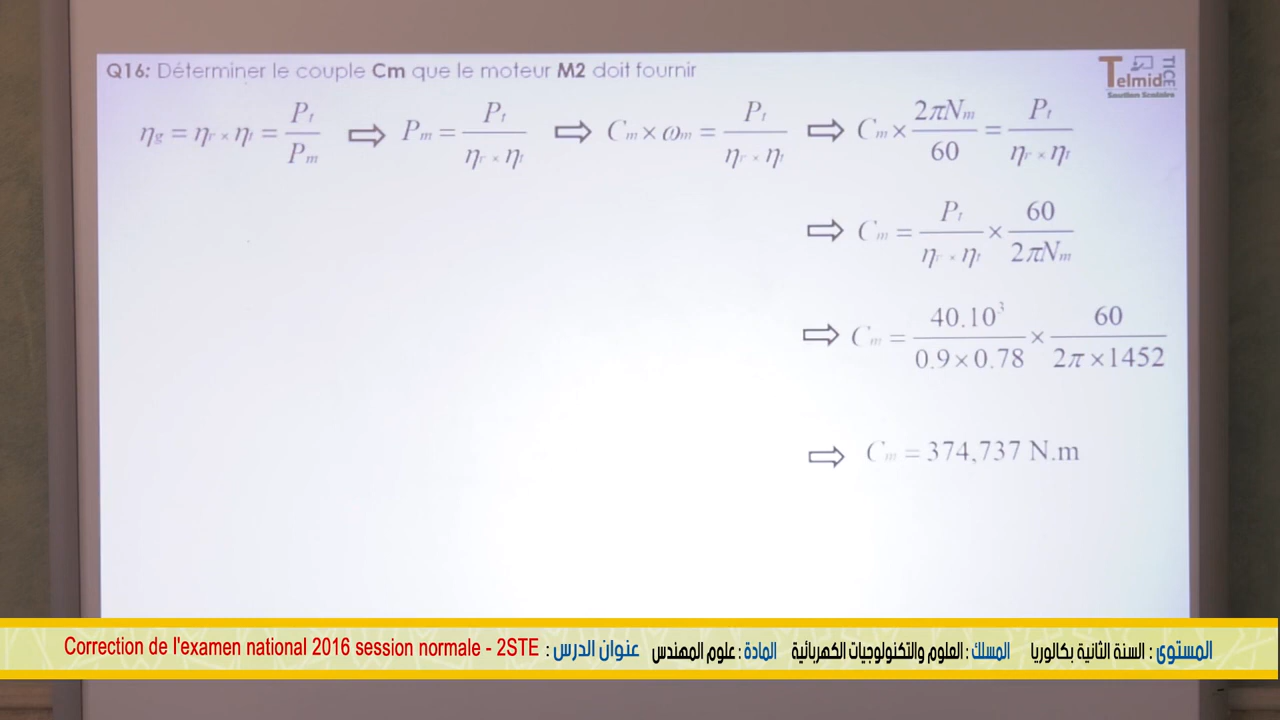 Q16: Déterminer le couple Cm que le moteur M2 doit fournir
Telmid TICE
Soutien Scolaire
ηg = ηr × ηt = Pt / Pm ⇨ Pm = Pt / (ηr × ηt) ⇨ Cm × ωm = Pt / (ηr × ηt) ⇨ Cm × 2πNm / 60 = Pt / (ηr × ηt)
⇨ Cm = Pt / (ηr × ηt) × 60 / 2πNm
⇨ Cm = 40.10³ / (0.9 × 0.78) × 60 / (2π × 1452)
⇨ Cm = 374,737 N.m
المستوى : السنة الثانية بكالوريا المسلك : العلوم والتكنولوجيات الكهربائية المادة : علوم المهندس عنوان الدرس : Correction de l'examen national 2016 session normale - 2STE